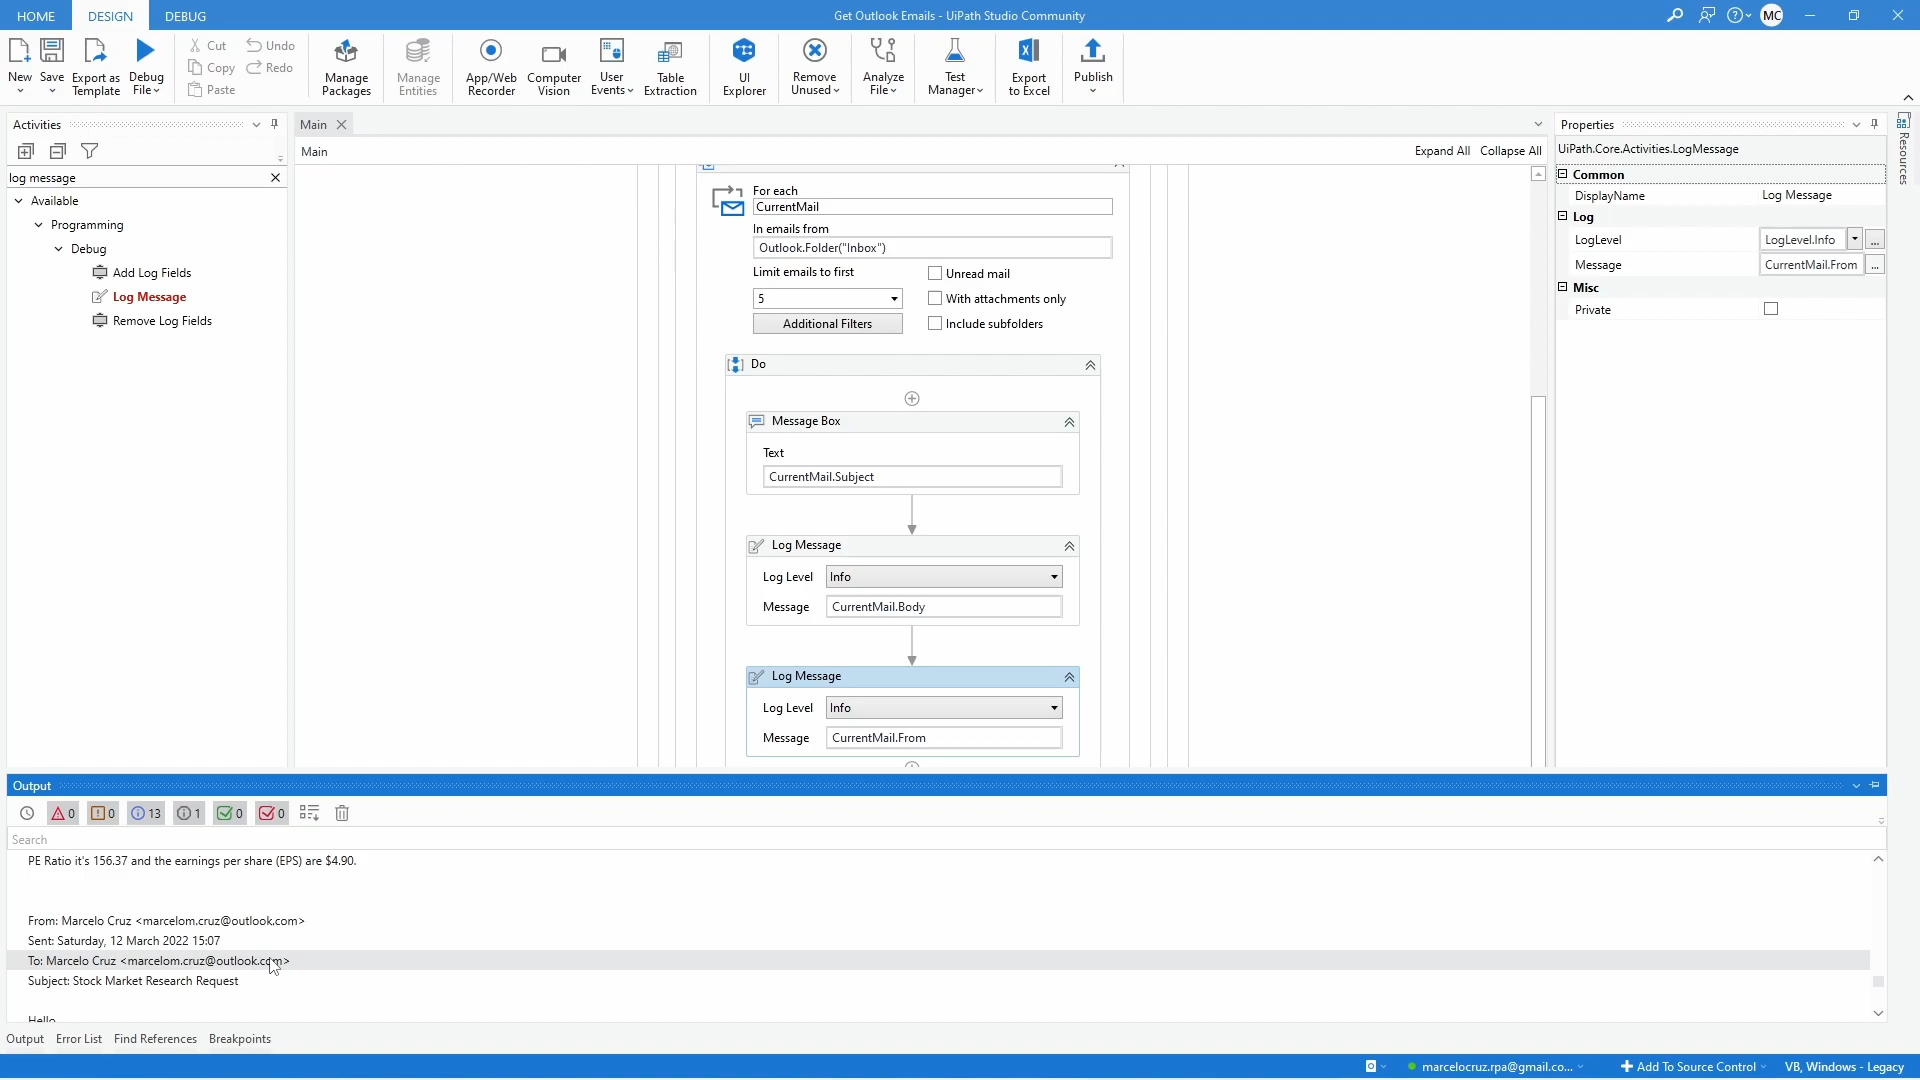 HOME DESIGN DEBUG
Get Outlook Emails - UiPath Studio Community
MC
New
Save
Export as
Template
Debug
File
Cut
Copy
Paste
Undo
Redo
Manage
Packages
Manage
Entities
App/Web
Recorder
Computer
Vision
User
Events
Table
Extraction
UI
Explorer
Remove
Unused
Analyze
File
Test
Manager
Export
to Excel
Publish
Activities
log message
Available
Programming
Debug
Add Log Fields
Log Message
Remove Log Fields
Main
Main
Expand All Collapse All
For each
CurrentMail
In emails from
Outlook.Folder("Inbox")
Limit emails to first
5
Additional Filters
Unread mail
With attachments only
Include subfolders
Do
Message Box
Text
CurrentMail.Subject
Log Message
Log Level Info
Message CurrentMail.Body
Log Message
Log Level Info
Message CurrentMail.From
Properties
UiPath.Core.Activities.LogMessage
Common
DisplayName Log Message
Log
LogLevel LogLevel.Info ...
Message CurrentMail.From ...
Misc
Private
Resources
Output
0 0 13 1 0 0
Search
PE Ratio it's 156.37 and the earnings per share (EPS) are $4.90.
From: Marcelo Cruz <marcelom.cruz@outlook.com>
Sent: Saturday, 12 March 2022 15:07
To: Marcelo Cruz <marcelom.cruz@outlook.com>
Subject: Stock Market Research Request
Hello
Output Error List Find References Breakpoints
marcelocruz.rpa@gmail.co... Add To Source Control VB, Windows - Legacy